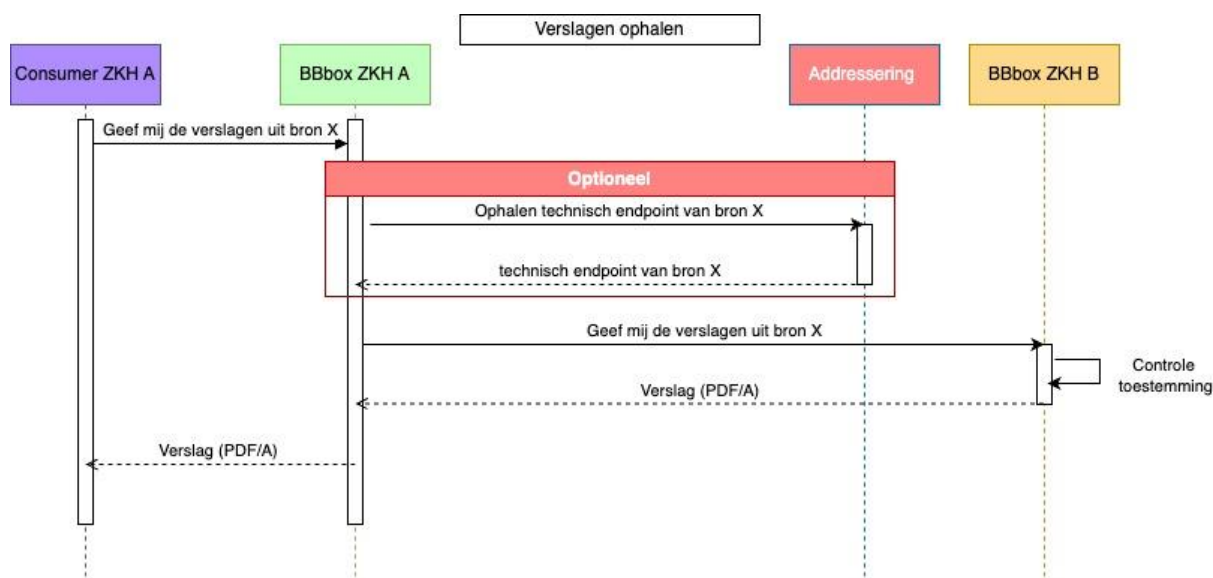 Verslagen ophalen
Consumer ZKH A
BBbox ZKH A
Addressering
BBbox ZKH B
Geef mij de verslagen uit bron X
Optioneel
Ophalen technisch endpoint van bron X
technisch endpoint van bron X
Geef mij de verslagen uit bron X
Controle
toestemming
Verslag (PDF/A)
Verslag (PDF/A)